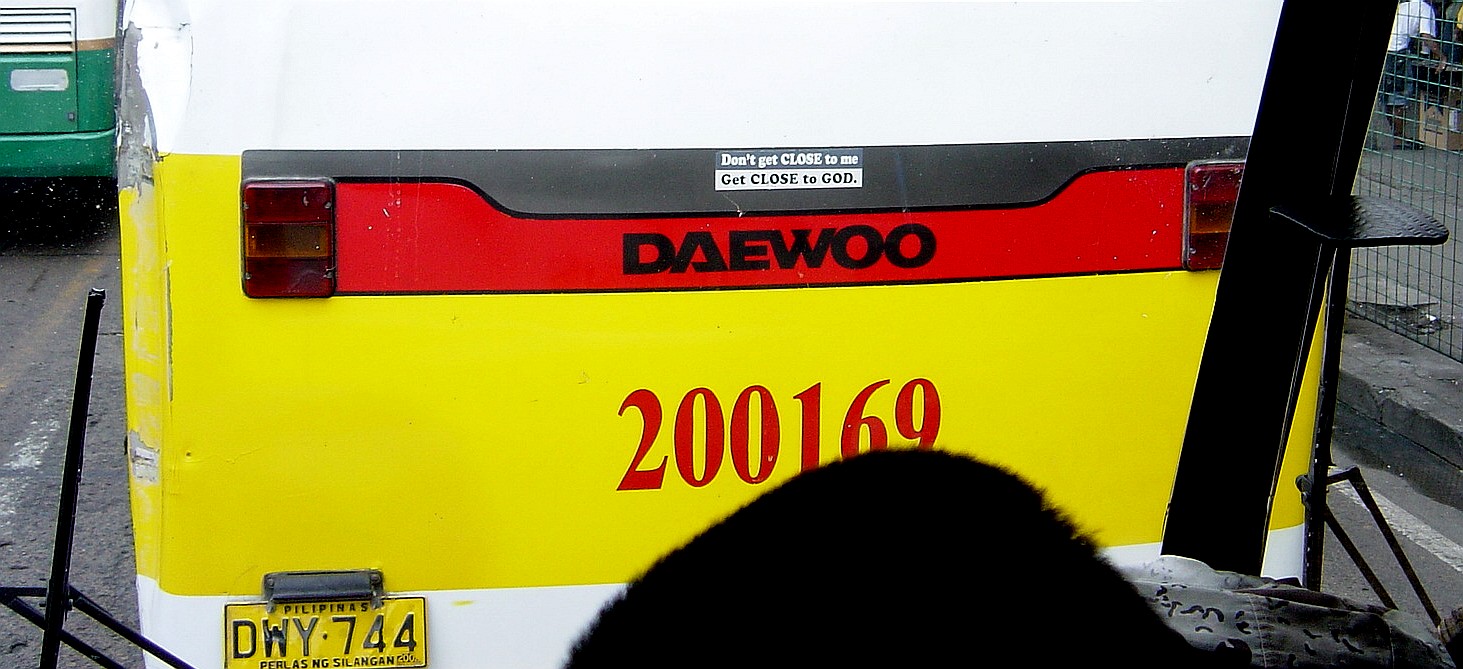 Don't get CLOSE to me
Get CLOSE to GOD.
DAEWOO
200169
PILIPINAS
DWY·744
PERLAS NG SILANGAN